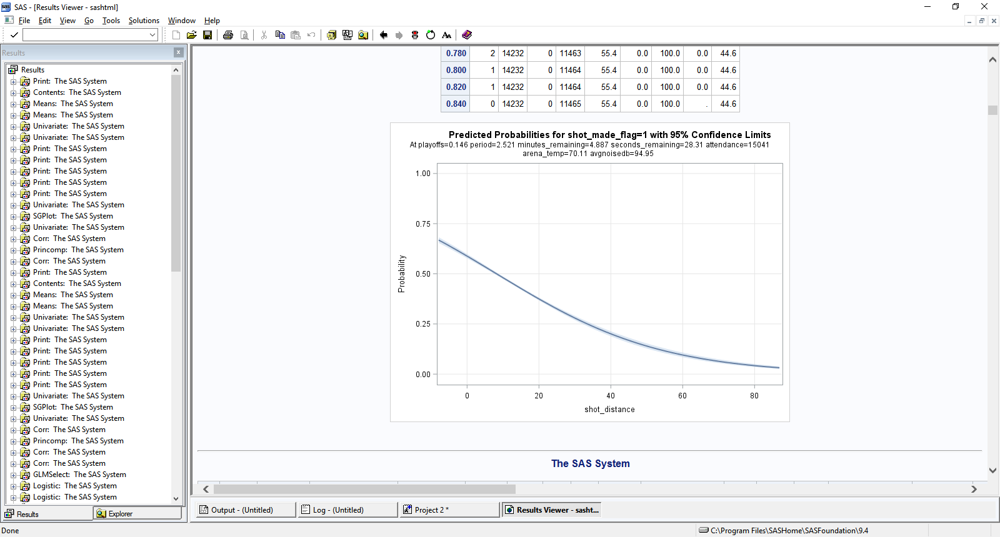 SAS - [Results Viewer - sashtml]
File Edit View Go Tools Solutions Window Help
Results
Results
Print: The SAS System
Contents: The SAS System
Means: The SAS System
Means: The SAS System
Univariate: The SAS System
Univariate: The SAS System
Print: The SAS System
Print: The SAS System
Print: The SAS System
Print: The SAS System
Print: The SAS System
Univariate: The SAS System
SGPlot: The SAS System
Univariate: The SAS System
Corr: The SAS System
Princomp: The SAS System
Corr: The SAS System
Print: The SAS System
Contents: The SAS System
Means: The SAS System
Means: The SAS System
Univariate: The SAS System
Univariate: The SAS System
Print: The SAS System
Print: The SAS System
Print: The SAS System
Print: The SAS System
Print: The SAS System
Univariate: The SAS System
SGPlot: The SAS System
Univariate: The SAS System
Corr: The SAS System
Princomp: The SAS System
Corr: The SAS System
Corr: The SAS System
GLMSelect: The SAS System
Logistic: The SAS System
Logistic: The SAS System
Results Explorer
0.780 2 14232 0 11463 55.4 0.0 100.0 0.0 44.6
0.800 1 14232 0 11464 55.4 0.0 100.0 0.0 44.6
0.820 1 14232 0 11464 55.4 0.0 100.0 0.0 44.6
0.840 0 14232 0 11465 55.4 0.0 100.0 . 44.6
Predicted Probabilities for shot_made_flag=1 with 95% Confidence Limits
At playoffs=0.146 period=2.521 minutes_remaining=4.887 seconds_remaining=28.31 attendance=15041
arena_temp=70.11 avgnoisedb=94.95
1.00
0.75
0.50
0.25
0.00
Probability
0 20 40 60 80
shot_distance
The SAS System
Output - (Untitled) Log - (Untitled) Project 2 * Results Viewer - sasht...
Done C:\Program Files\SASHome\SASFoundation\9.4